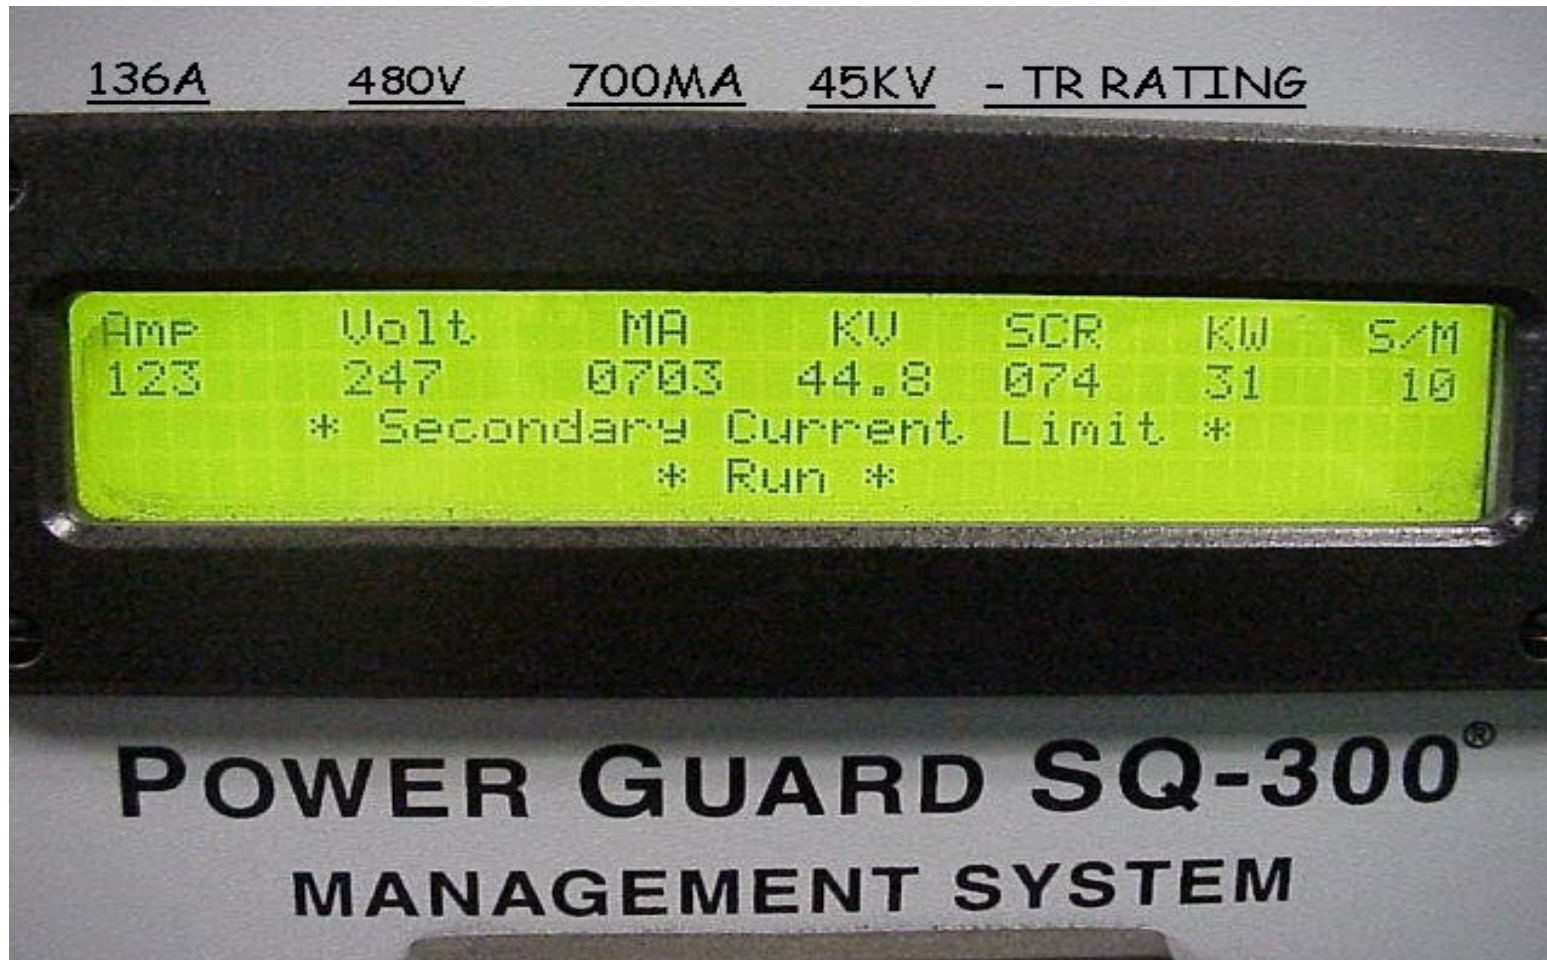 136A 480V 700MA 45KV - TR RATING
Amp Volt MA KV SCR KW S/M
123 247 0703 44.8 074 31 10
* Secondary Current Limit *
* Run *
POWER GUARD SQ-300®
MANAGEMENT SYSTEM